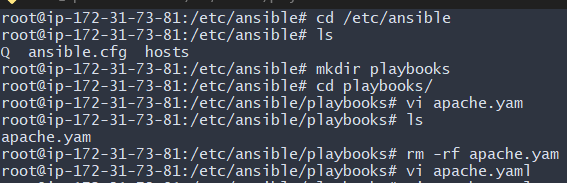 root@ip-172-31-73-81:/etc/ansible# cd /etc/ansible
root@ip-172-31-73-81:/etc/ansible# ls
Q  ansible.cfg  hosts
root@ip-172-31-73-81:/etc/ansible# mkdir playbooks
root@ip-172-31-73-81:/etc/ansible# cd playbooks/
root@ip-172-31-73-81:/etc/ansible/playbooks# vi apache.yam
root@ip-172-31-73-81:/etc/ansible/playbooks# ls
apache.yam
root@ip-172-31-73-81:/etc/ansible/playbooks# rm -rf apache.yam
root@ip-172-31-73-81:/etc/ansible/playbooks# vi apache.yaml